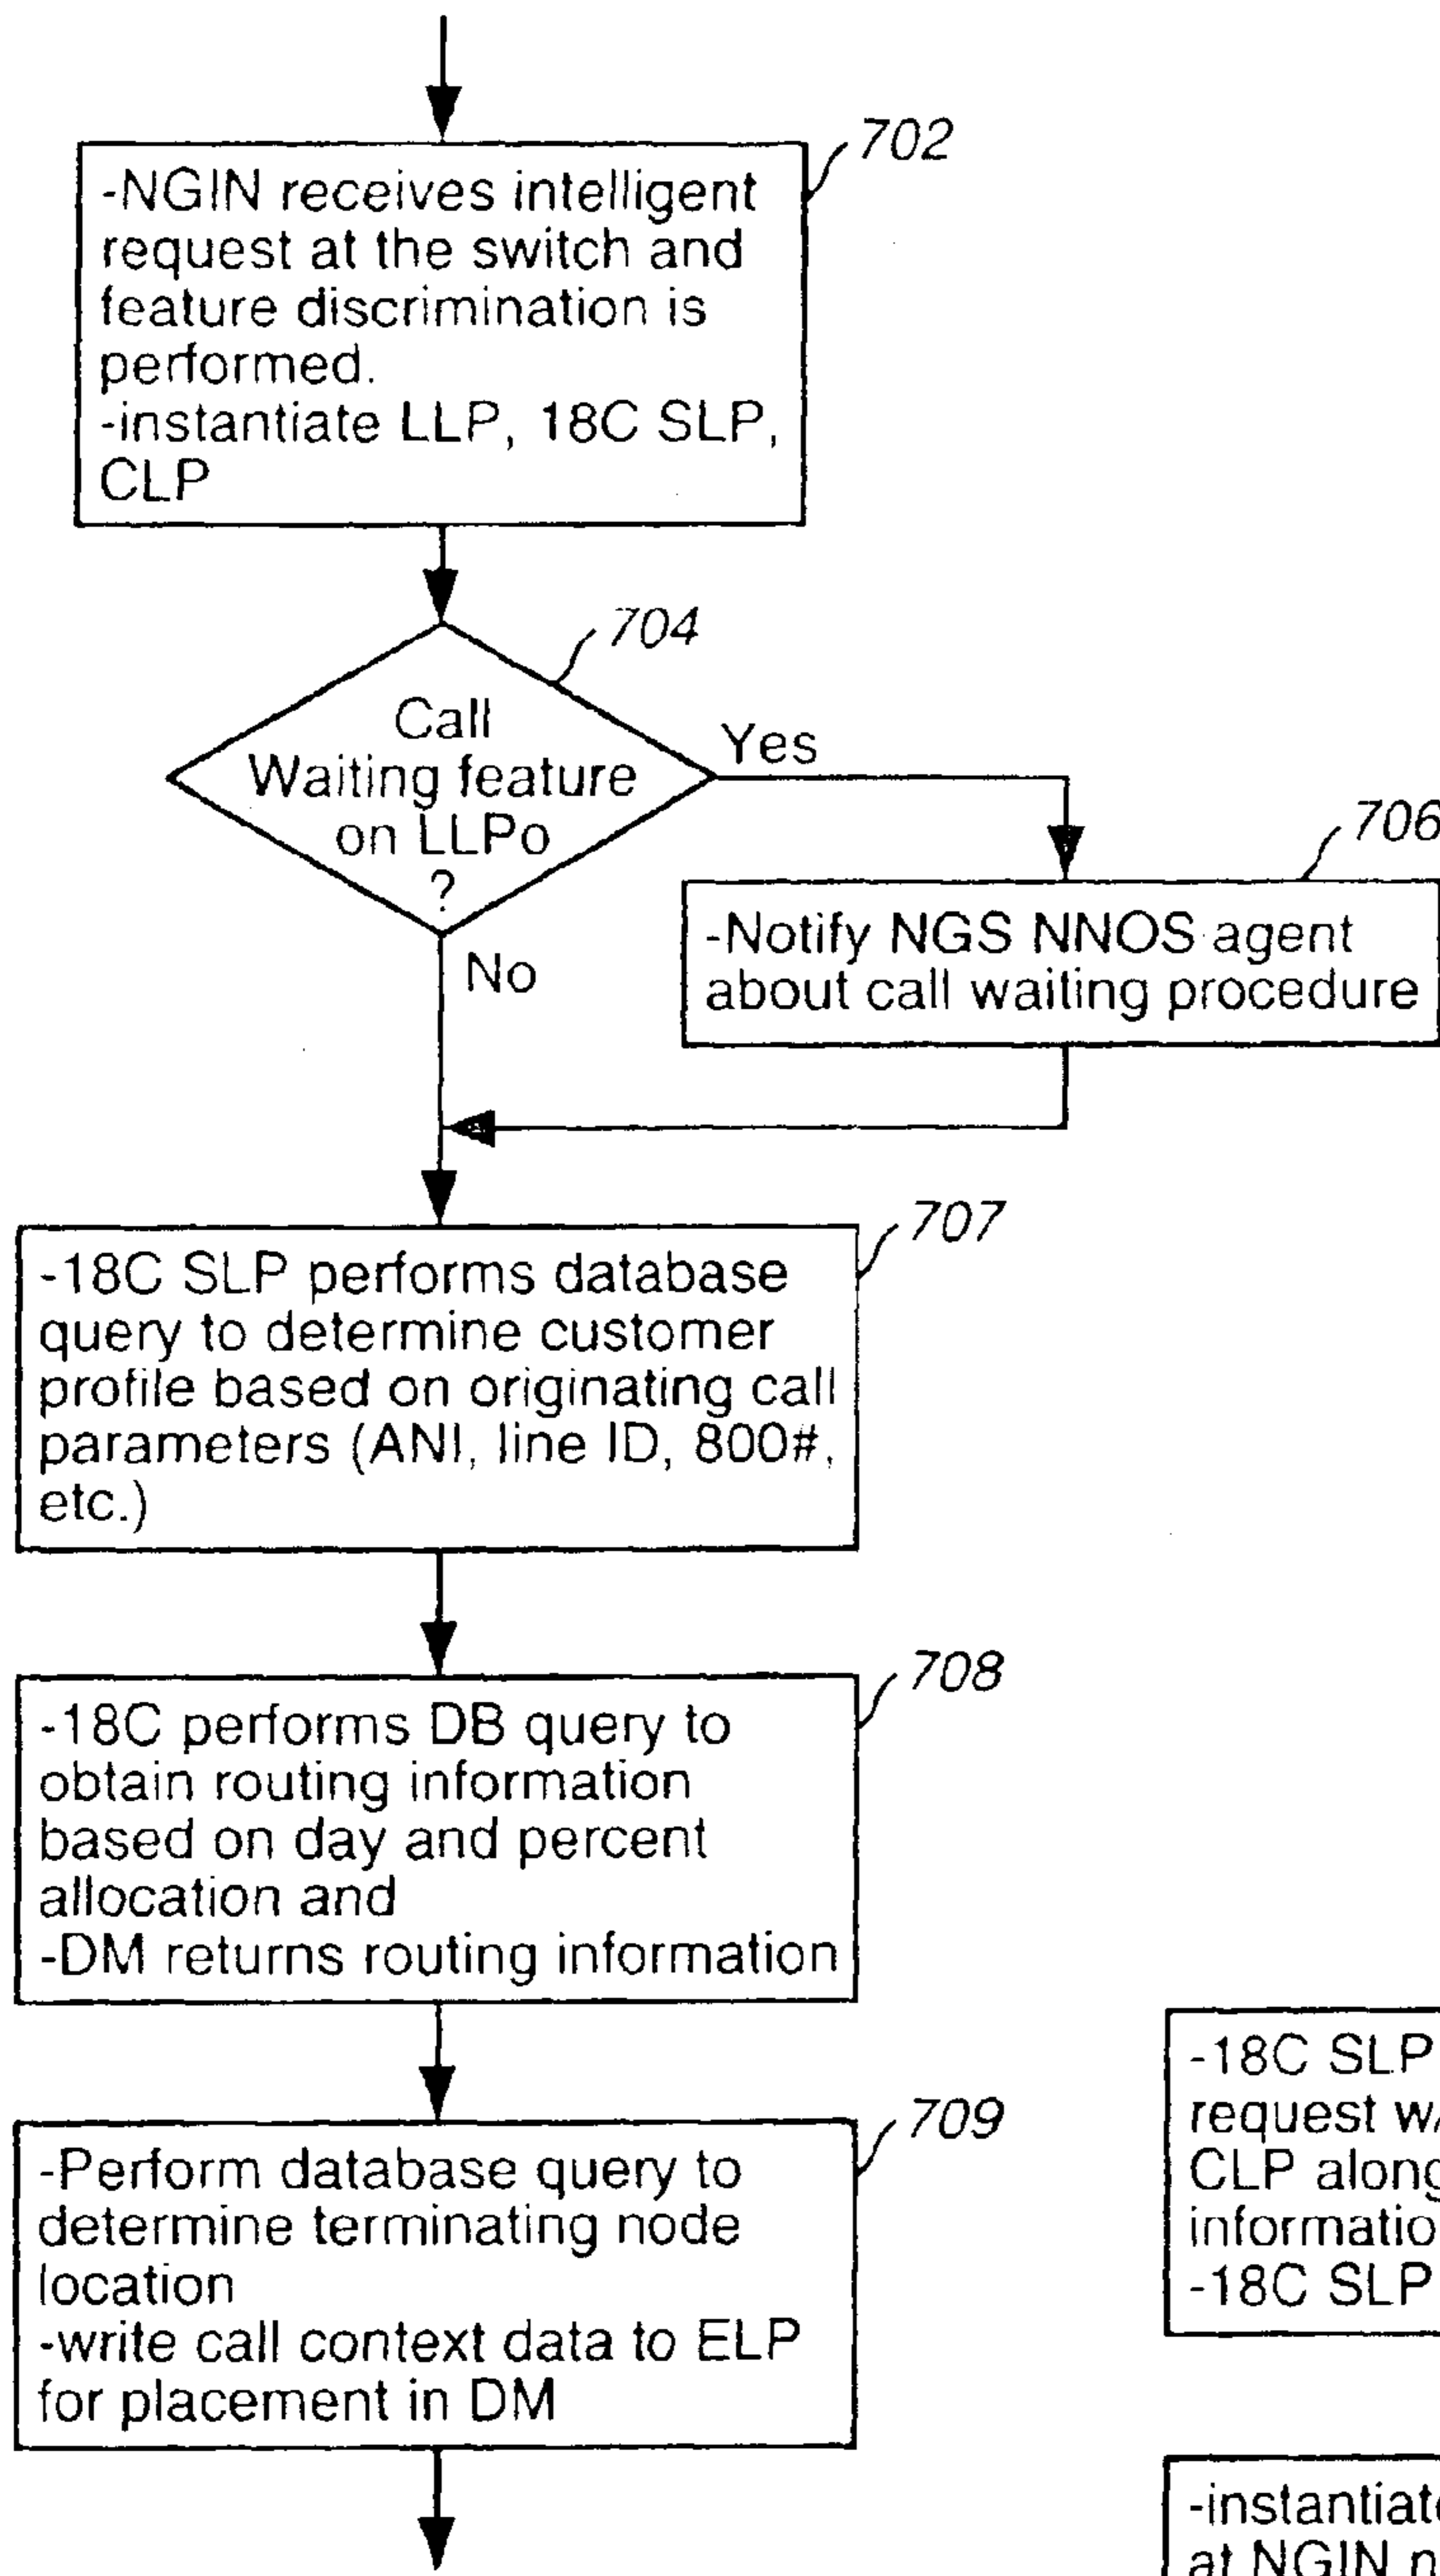 702
-NGIN receives intelligent
request at the switch and
feature discrimination is
performed.
-instantiate LLP, 18C SLP,
CLP
704
Call
Waiting feature
on LLPo
?
Yes
No
706
-Notify NGS NNOS agent
about call waiting procedure
707
-18C SLP performs database
query to determine customer
profile based on originating call
parameters (ANI, line ID, 800#,
etc.)
708
-18C performs DB query to
obtain routing information
based on day and percent
allocation and
-DM returns routing information
709
-Perform database query to
determine terminating node
location
-write call context data to ELP
for placement in DM
-18C SLP
request
CLP
-18C SLP
at NGIN